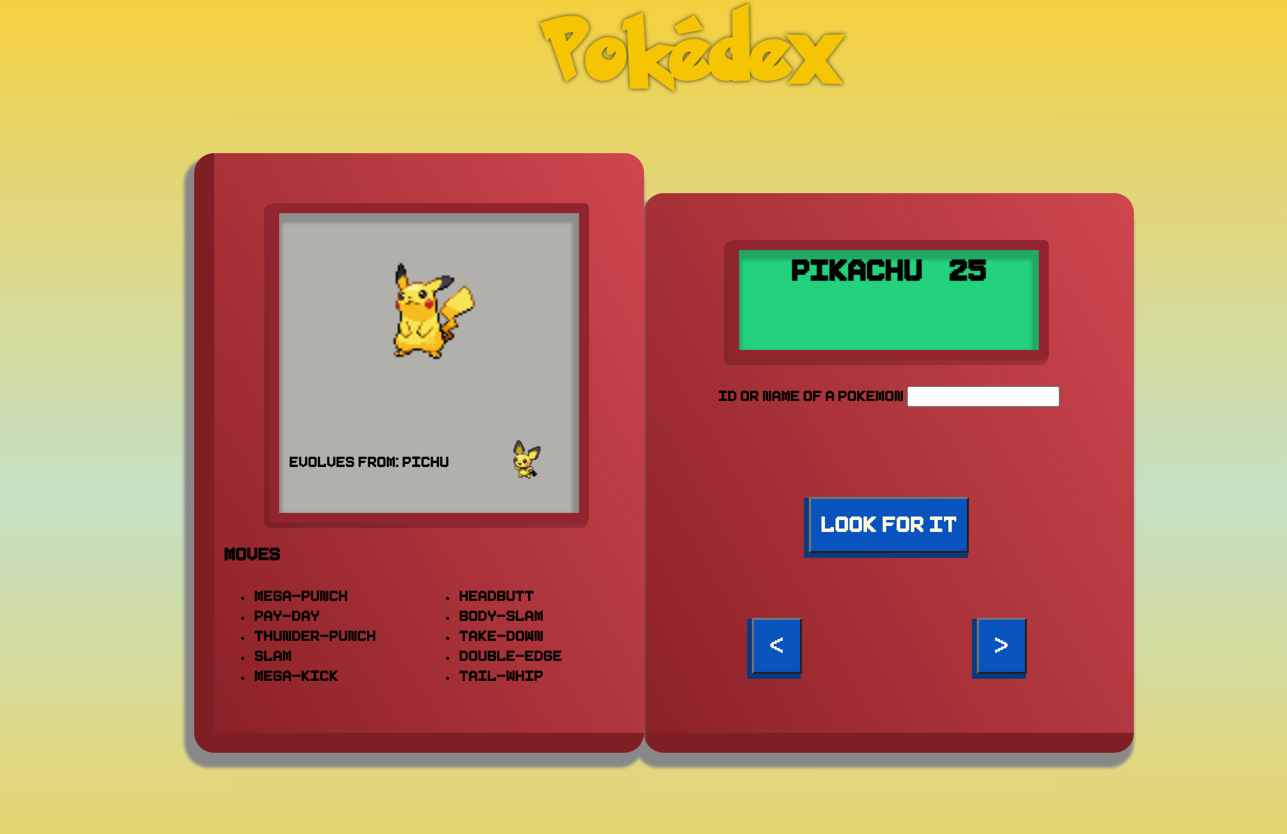 Pokédex
PIKACHU 25
EVOLVES FROM: PICHU
ID OR NAME OF A POKEMON
LOOK FOR IT
< >
MOVES
MEGA-PUNCH
PAY-DAY
THUNDER-PUNCH
SLAM
MEGA-KICK
HEADBUTT
BODY-SLAM
TAKE-DOWN
DOUBLE-EDGE
TAIL-WHIP